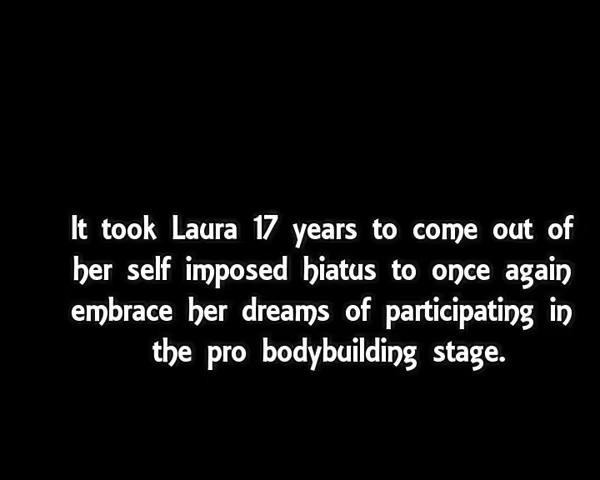 It took Laura 17 years to come out of
her self imposed hiatus to once again
embrace her dreams of participating in
the pro bodybuilding stage.